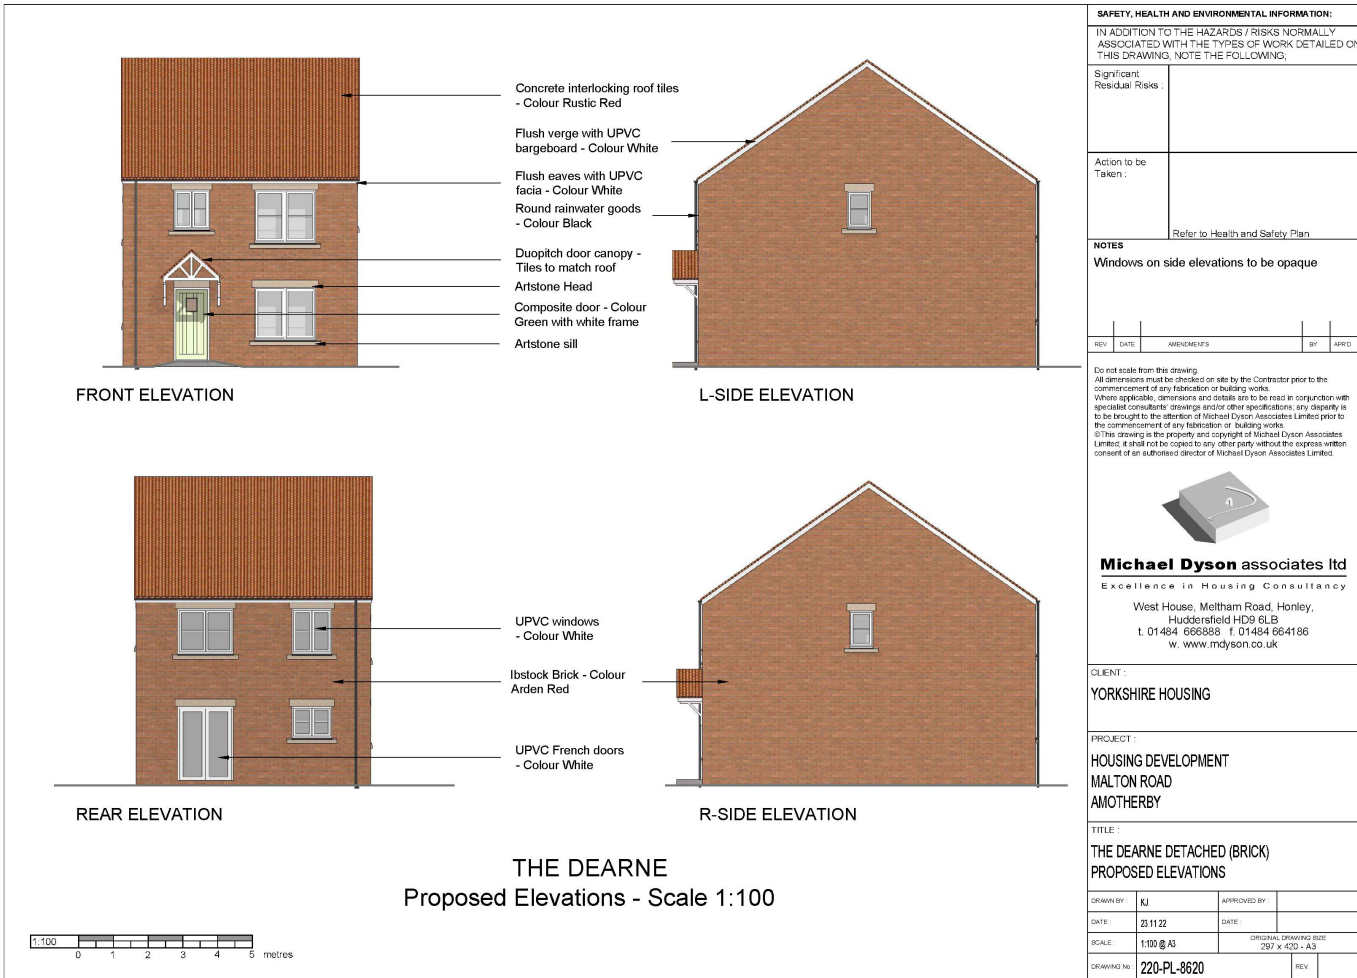 Concrete interlocking roof tiles
- Colour Rustic Red
Flush verge with UPVC
bargeboard - Colour White
Flush eaves with UPVC
facia - Colour White
Round rainwater goods
- Colour Black
Duopitch door canopy -
Tiles to match roof
Artstone Head
Composite door - Colour
Green with white frame
Artstone sill
FRONT ELEVATION
L-SIDE ELEVATION
UPVC windows
- Colour White
Ibstock Brick - Colour
Arden Red
UPVC French doors
- Colour White
REAR ELEVATION
R-SIDE ELEVATION
THE DEARNE
Proposed Elevations - Scale 1:100
1:100
0 1 2 3 4 5 metres
SAFETY, HEALTH AND ENVIRONMENTAL INFORMATION:
IN ADDITION TO THE HAZARDS / RISKS NORMALLY
ASSOCIATED WITH THE TYPES OF WORK DETAILED ON
THIS DRAWING, NOTE THE FOLLOWING;
Significant
Residual Risks :
Action to be
Taken :
Refer to Health and Safety Plan
NOTES
Windows on side elevations to be opaque
REV DATE AMENDMENTS BY APR'D
Do not scale from this drawing.
All dimensions must be checked on site by the Contractor prior to the
commencement of any fabrication or building works.
Where applicable, dimensions and details are to be read in conjunction with
specialist consultants' drawings and/or other specifications; any disparity is
to be brought to the attention of Michael Dyson Associates Limited prior to
the commencement of any fabrication or building works.
©This drawing is the property and copyright of Michael Dyson Associates
Limited; it shall not be copied to any other party without the express written
consent of an authorised director of Michael Dyson Associates Limited.
Michael Dyson associates ltd
Excellence in Housing Consultancy
West House, Meltham Road, Honley,
Huddersfield HD9 6LB
t. 01484 666888 f. 01484 664186
w. www.mdyson.co.uk
CLIENT :
YORKSHIRE HOUSING
PROJECT :
HOUSING DEVELOPMENT
MALTON ROAD
AMOTHERBY
TITLE :
THE DEARNE DETACHED (BRICK)
PROPOSED ELEVATIONS
DRAWN BY : KJ APPROVED BY :
DATE : 23.11.22 DATE :
SCALE : 1:100 @ A3 ORIGINAL DRAWING SIZE
297 x 420 - A3
DRAWING No : 220-PL-8620 REV.